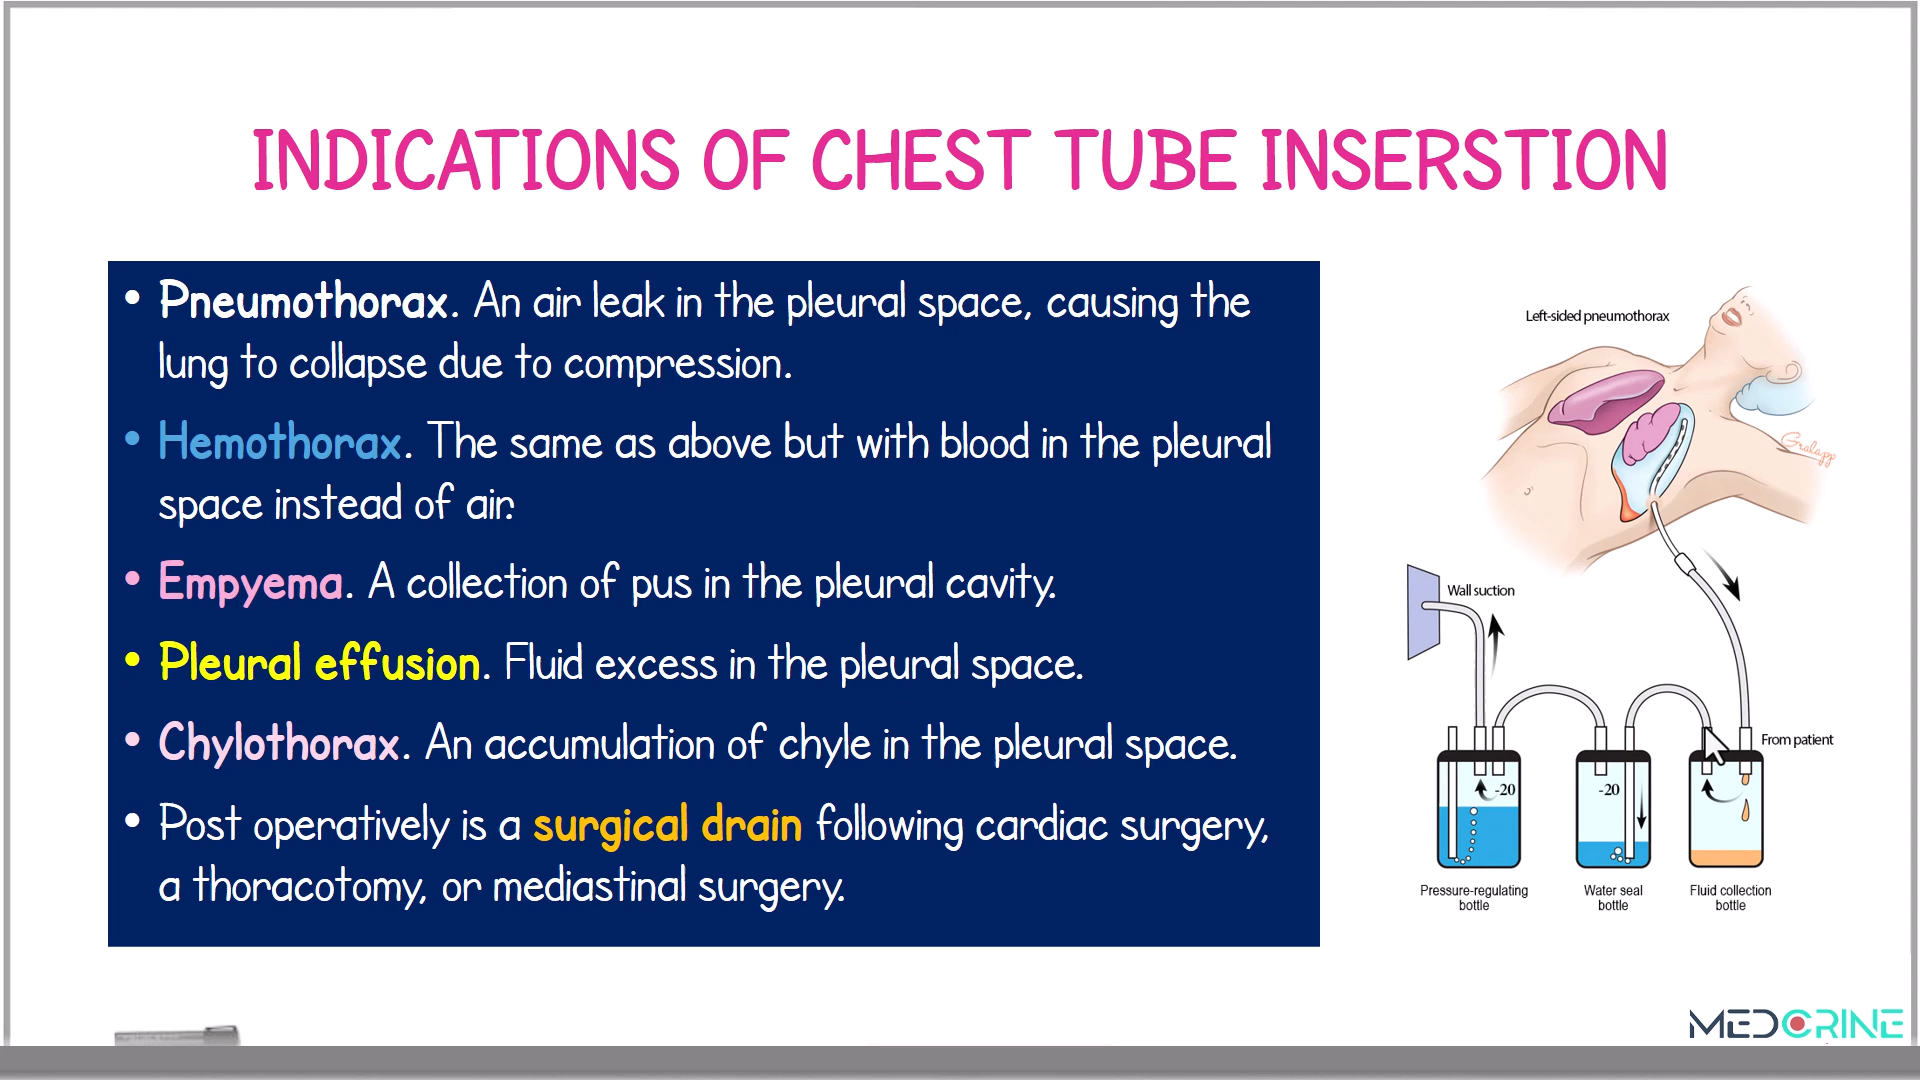 INDICATIONS OF CHEST TUBE INSERSTION
• Pneumothorax. An air leak in the pleural space, causing the
lung to collapse due to compression.
• Hemothorax. The same as above but with blood in the pleural
space instead of air.
• Empyema. A collection of pus in the pleural cavity.
• Pleural effusion. Fluid excess in the pleural space.
• Chylothorax. An accumulation of chyle in the pleural space.
• Post operatively is a surgical drain following cardiac surgery,
a thoracotomy, or mediastinal surgery.
Left-sided pneumothorax
Wall suction
From patient
-20
-20
Pressure-regulating
bottle
Water seal
bottle
Fluid collection
bottle
MEDCRINE